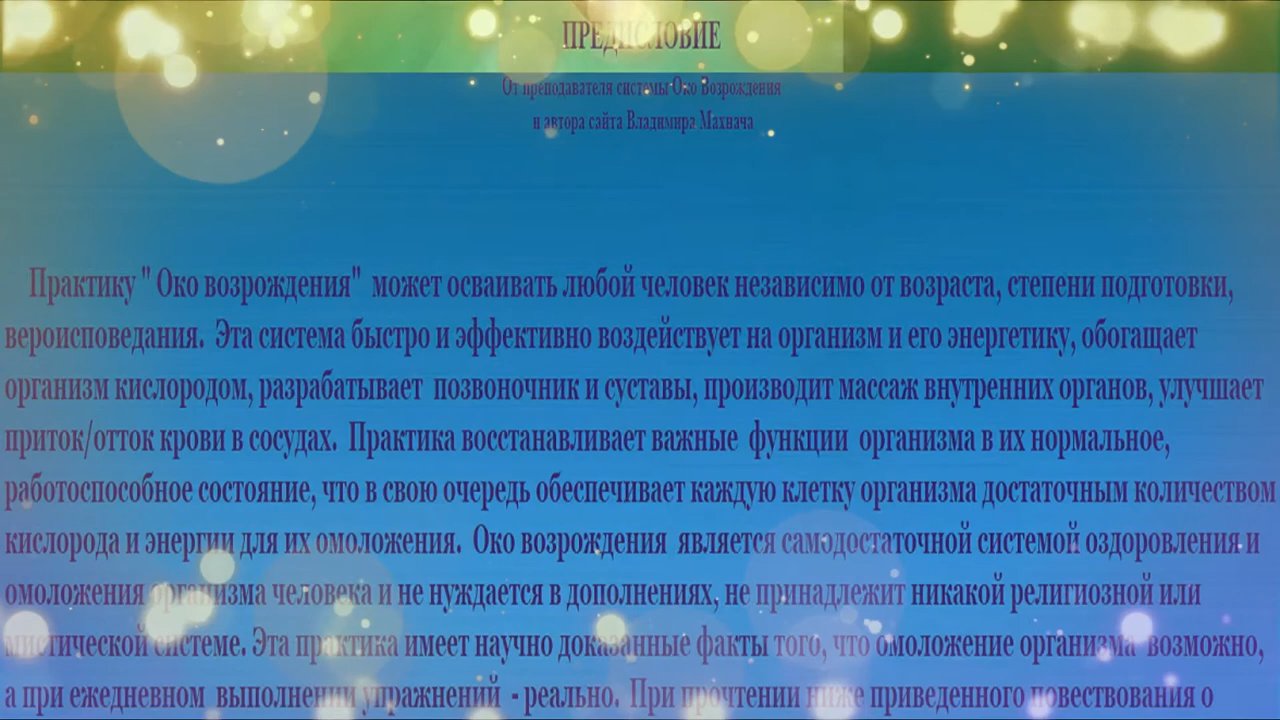 ПРЕДИСЛОВИЕ
От преподавателя системы Око Возрождения
и автора сайта Владимира Махнача
Практику " Око возрождения" может осваивать любой человек независимо от возраста, степени подготовки,
вероисповедания. Эта система быстро и эффективно воздействует на организм и его энергетику, обогащает
организм кислородом, разрабатывает позвоночник и суставы, производит массаж внутренних органов, улучшает
приток/отток крови в сосудах. Практика восстанавливает важные функции организма в их нормальное,
работоспособное состояние, что в свою очередь обеспечивает каждую клетку организма достаточным количеством
кислорода и энергии для их омоложения. Око возрождения является самодостаточной системой оздоровления и
омоложения организма человека и не нуждается в дополнениях, не принадлежит никакой религиозной или
мистической системе. Эта практика имеет научно доказанные факты того, что омоложение организма возможно,
а при ежедневном выполнении упражнений - реально. При прочтении ниже приведенного повествования о